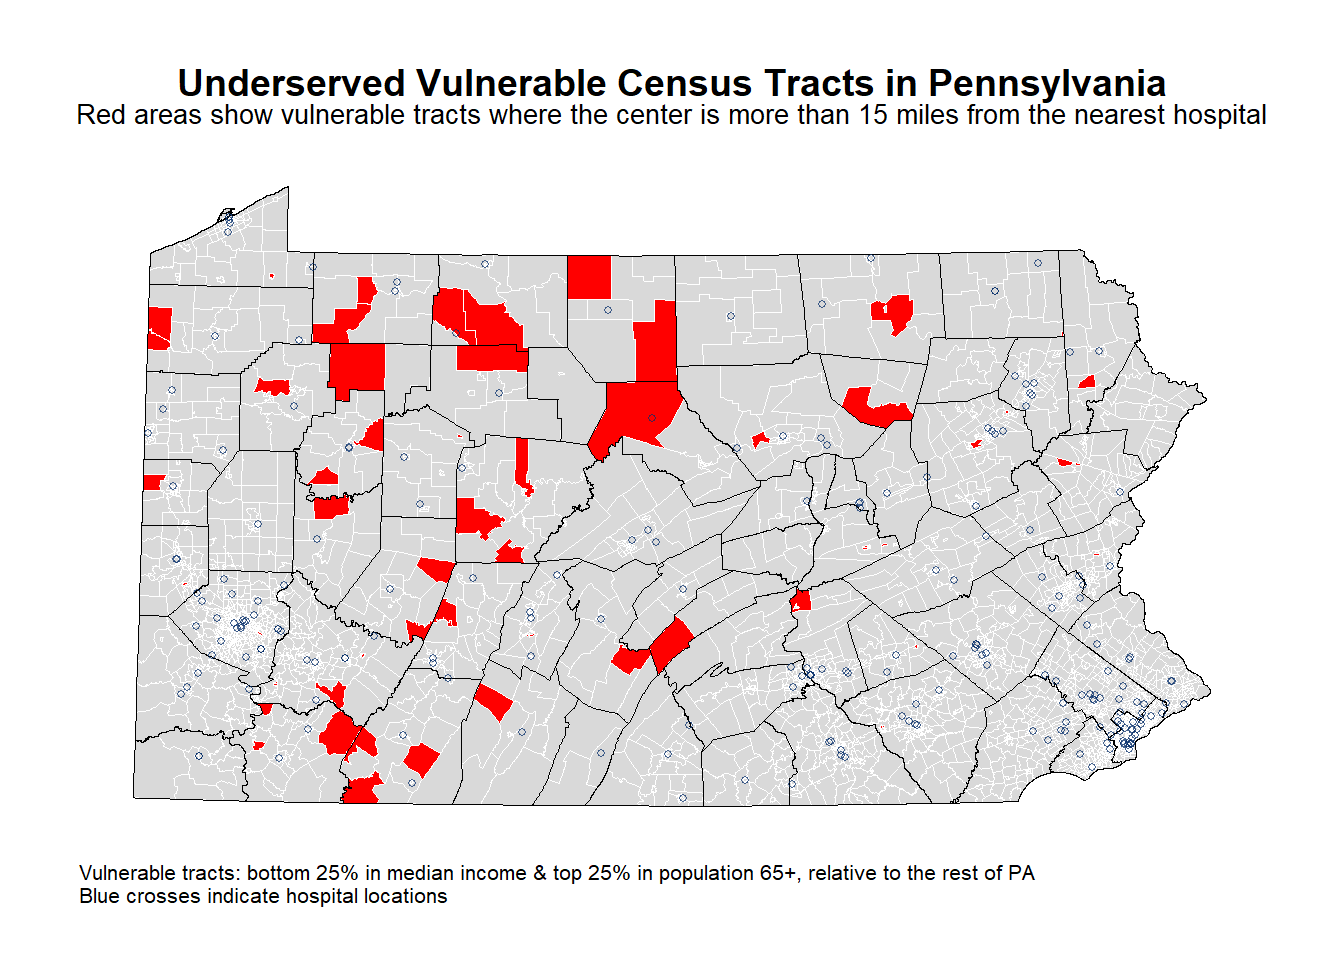 Underserved Vulnerable Census Tracts in Pennsylvania
Red areas show vulnerable tracts where the center is more than 15 miles from the nearest hospital
Vulnerable tracts: bottom 25% in median income & top 25% in population 65+, relative to the rest of PA
Blue crosses indicate hospital locations